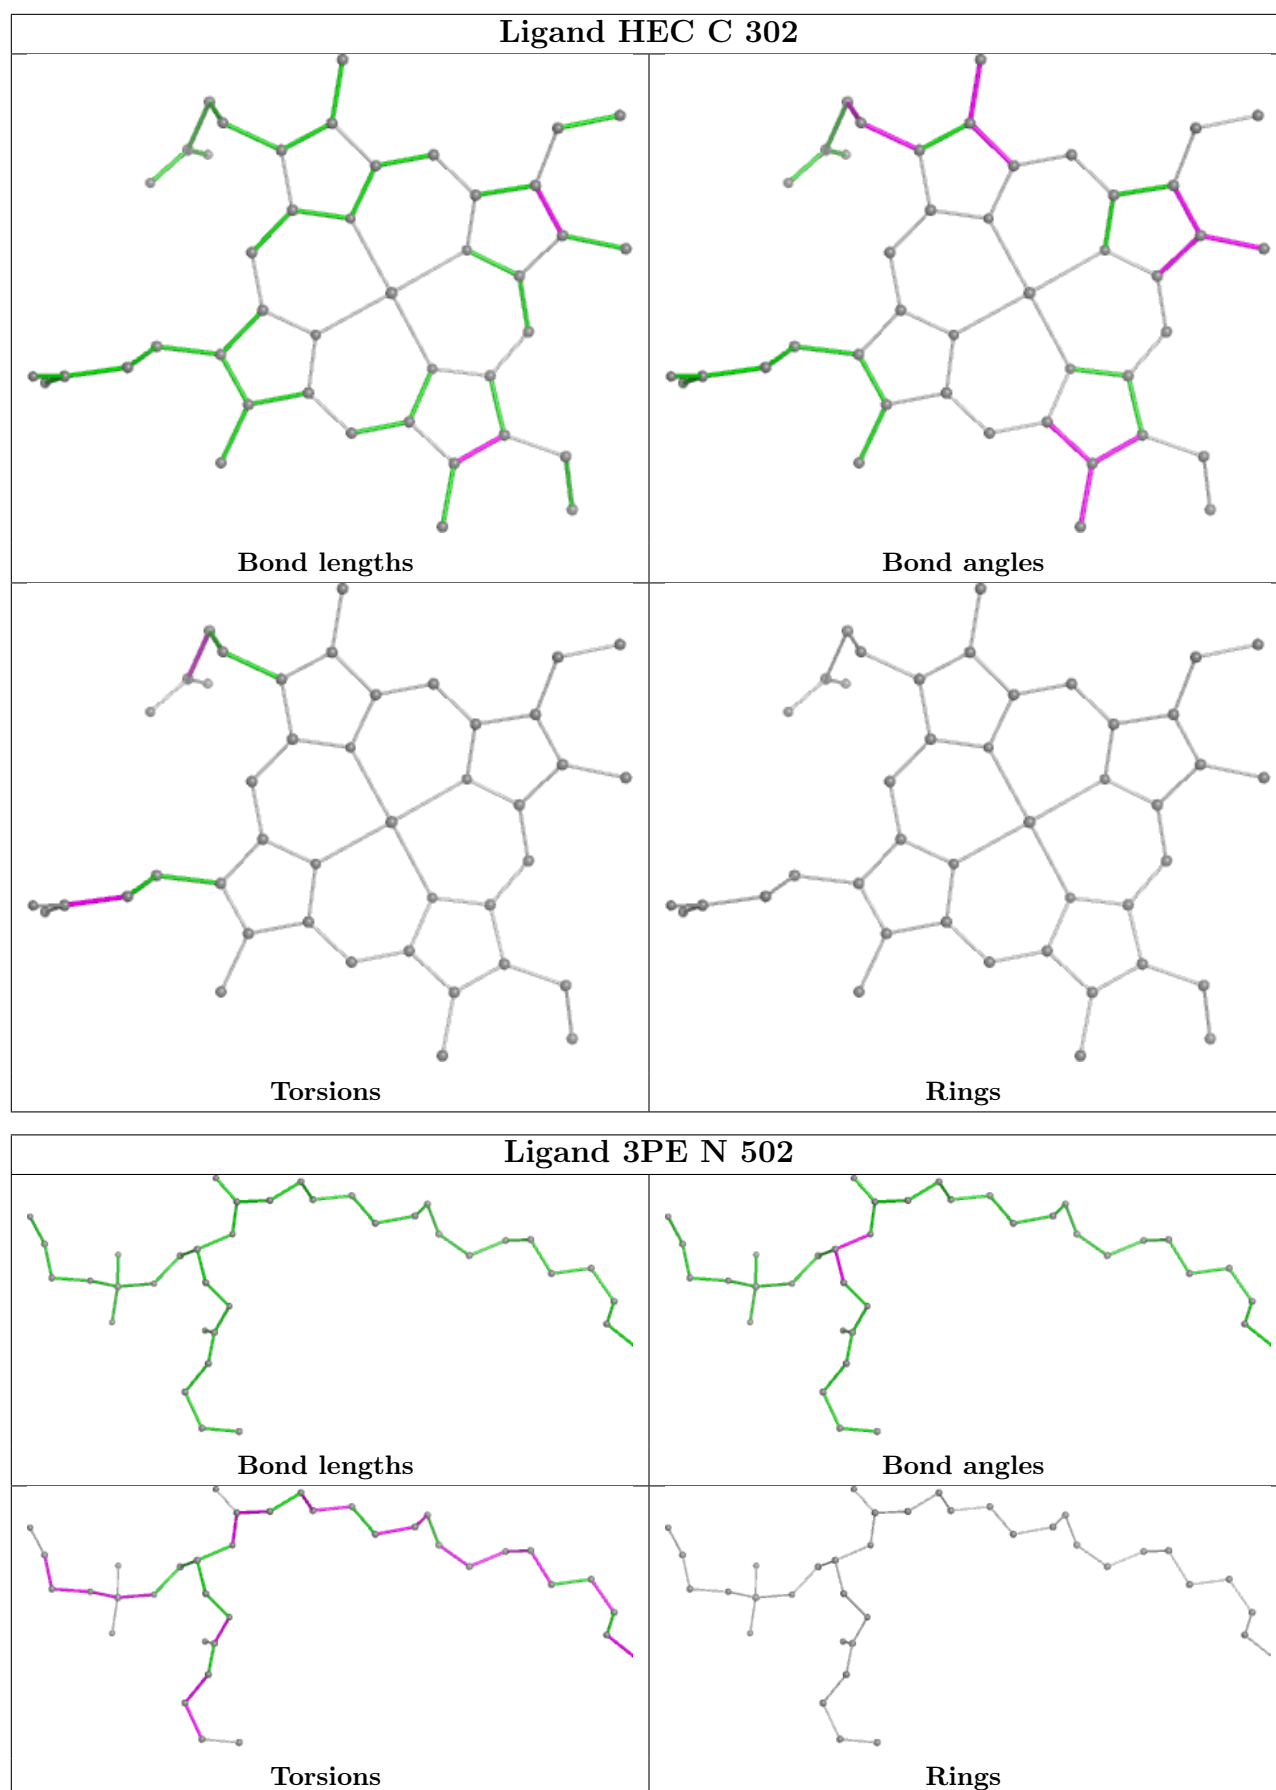 Ligand HEC C 302
Bond lengths
Bond angles
Torsions
Rings
Ligand 3PE N 502
Bond lengths
Bond angles
Torsions
Rings